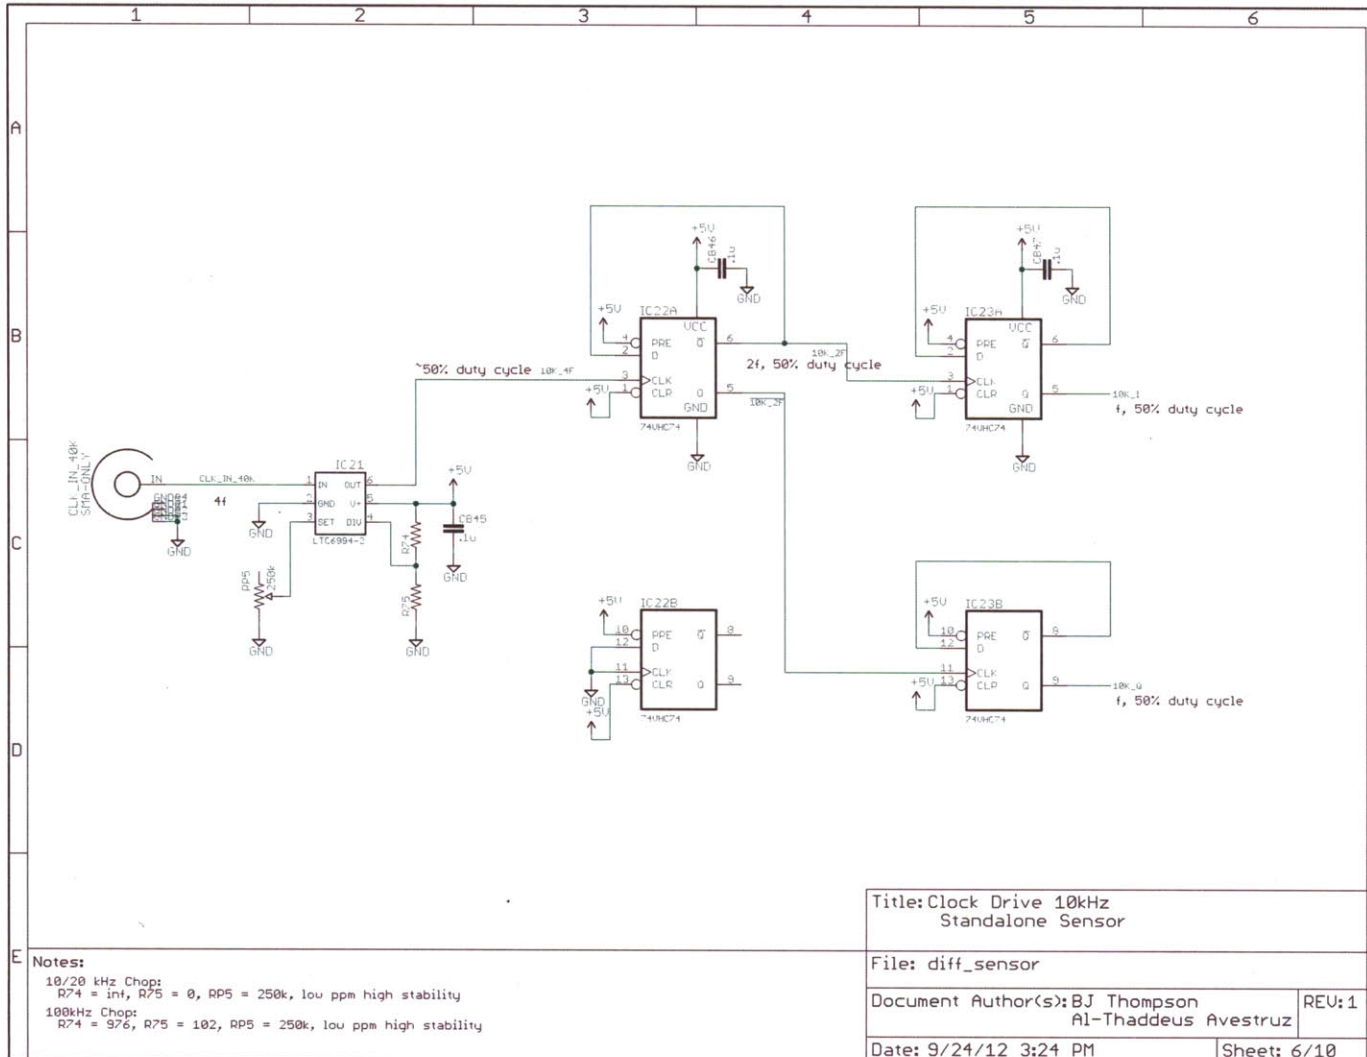 1 2 3 4 5 6
A
B
C
D
E
+5V
CB46
.1u
GND
+5V
CB47
.1u
GND
+5V
IC22A
VCC
4 PRE Q 6
2 D
3 CLK
1 CLR Q 5
GND
74VHC74
GND
+5V
~50% duty cycle 10K_4F
10K_2F
2f, 50% duty cycle
10K_2F
+5V
IC23A
VCC
4 PRE Q 6
2 D
3 CLK
1 CLR Q 5
GND
74VHC74
GND
+5V
10K_I
f, 50% duty cycle
CLK_IN_40K
SMA-ONLY
IN
GND
CLK_IN_40K
4f
IC21
1 IN OUT 6
2 GND V+ 5
3 SET DIV 4
LTC6994-2
GND
+5V
CB45
.1u
GND
R74
R75
GND
RP5
250k
GND
+5V
IC22B
10 PRE Q 8
12 D
11 CLK
13 CLR Q 9
74VHC74
GND
+5V
+5V
IC23B
10 PRE Q 8
12 D
11 CLK
13 CLR Q 9
74VHC74
+5V
10K_Q
f, 50% duty cycle
Notes:
10/20 kHz Chop:
R74 = inf, R75 = 0, RP5 = 250k, low ppm high stability
100kHz Chop:
R74 = 976, R75 = 102, RP5 = 250k, low ppm high stability
Title: Clock Drive 10kHz
Standalone Sensor
File: diff_sensor
Document Author(s): BJ Thompson
Al-Thaddeus Avestruz
REV: 1
Date: 9/24/12 3:24 PM
Sheet: 6/10